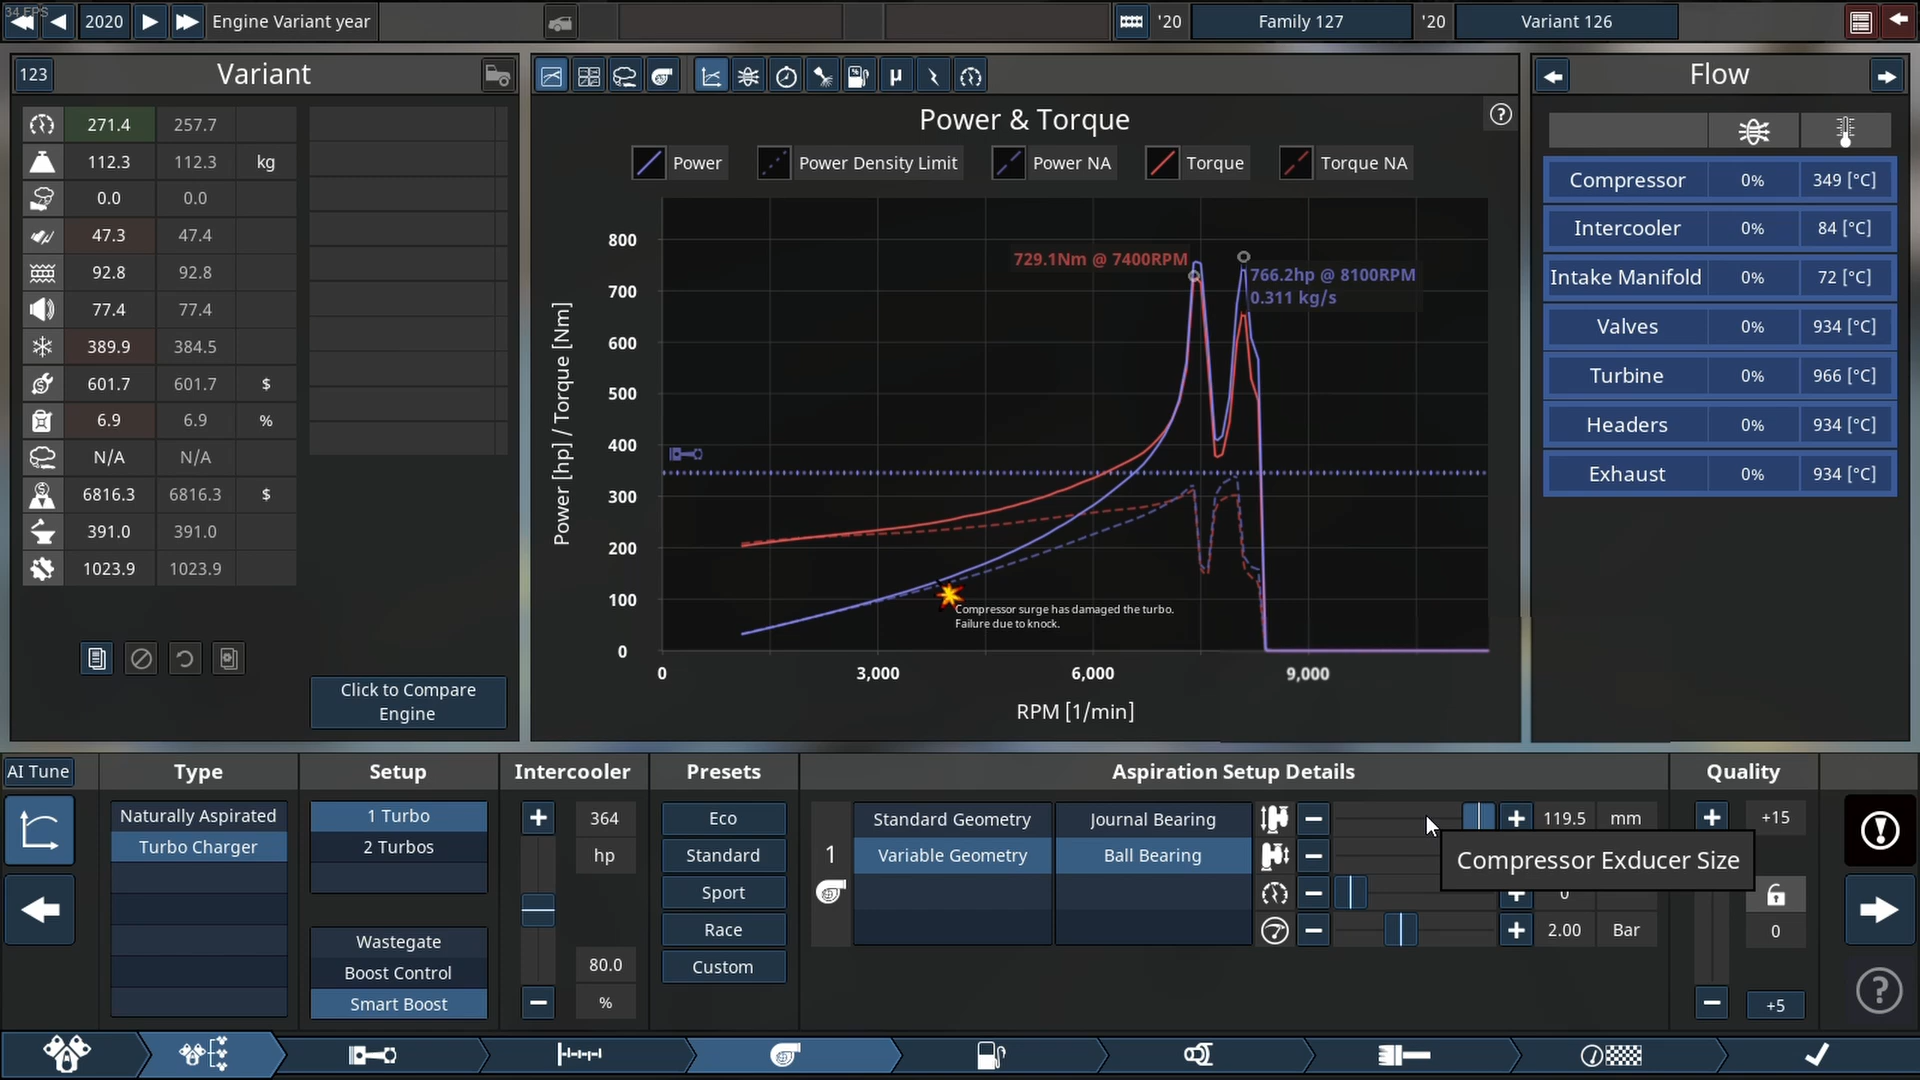 34 FPS
2020
Engine Variant year
'20
Family 127
'20
Variant 126
123
Variant
271.4 257.7
112.3 112.3 kg
0.0 0.0
47.3 47.4
92.8 92.8
77.4 77.4
389.9 384.5
601.7 601.7 $
6.9 6.9 %
N/A N/A
6816.3 6816.3 $
391.0 391.0
1023.9 1023.9
Click to Compare
Engine
μ
Power & Torque
?
Power
Power Density Limit
Power NA
Torque
Torque NA
Power [hp] / Torque [Nm]
800
700
600
500
400
300
200
100
0
729.1Nm @ 7400RPM
766.2hp @ 8100RPM
0.311 kg/s
Compressor surge has damaged the turbo.
Failure due to knock.
0 3,000 6,000 9,000
RPM [1/min]
Flow
Compressor 0% 349 [°C]
Intercooler 0% 84 [°C]
Intake Manifold 0% 72 [°C]
Valves 0% 934 [°C]
Turbine 0% 966 [°C]
Headers 0% 934 [°C]
Exhaust 0% 934 [°C]
AI Tune
Type
Naturally Aspirated
Turbo Charger
Setup
1 Turbo
2 Turbos
Wastegate
Boost Control
Smart Boost
Intercooler
364
hp
80.0
%
Presets
Eco
Standard
Sport
Race
Custom
Aspiration Setup Details
1
Standard Geometry
Variable Geometry
Journal Bearing
Ball Bearing
119.5 mm
Compressor Exducer Size
0
2.00 Bar
Quality
+15
0
+5
?